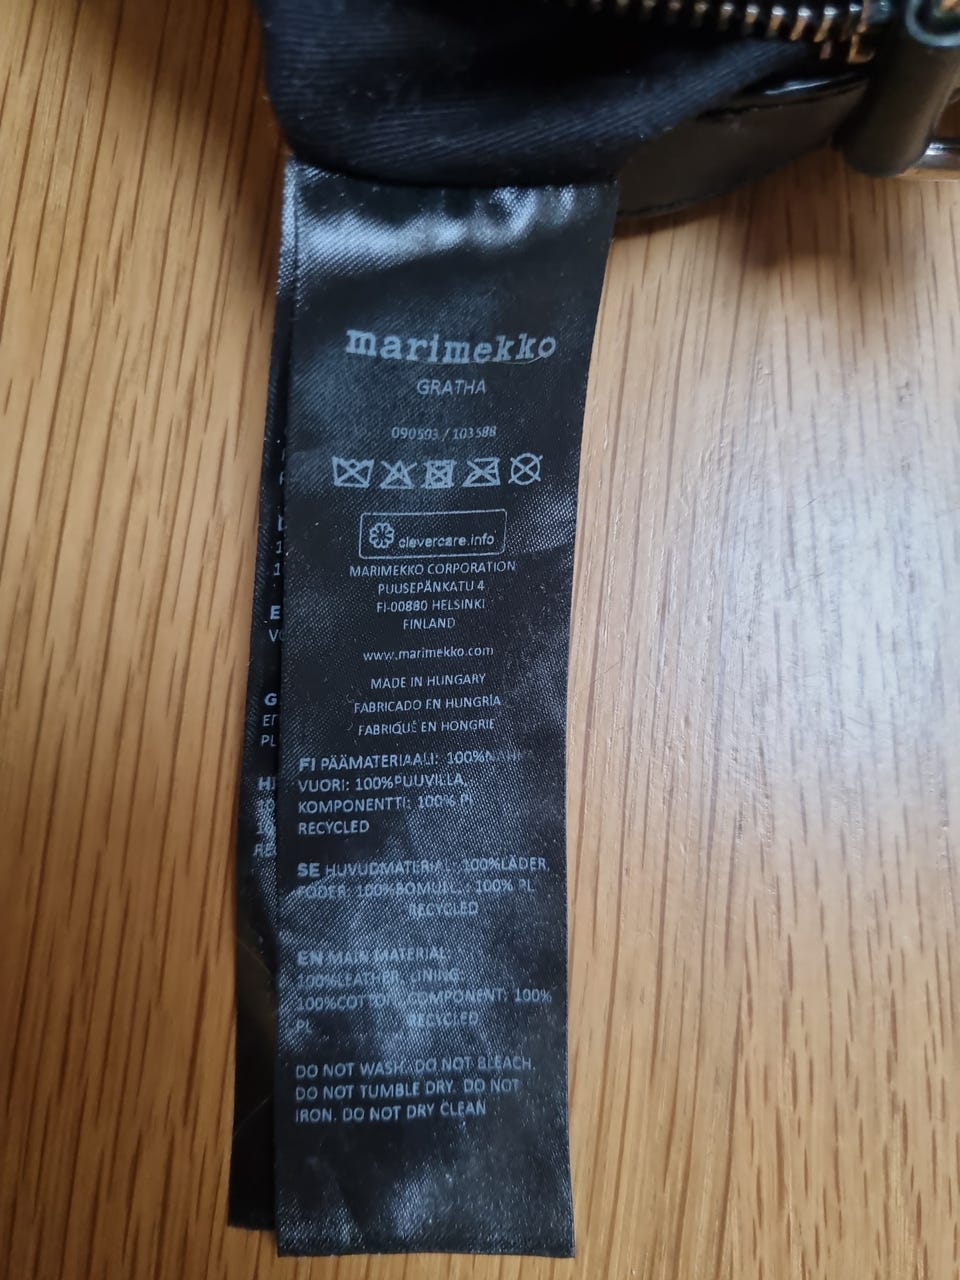 marimekko
GRATHA
090503 / 103588
clevercare.info
MARIMEKKO CORPORATION
PUUSEPÄNKATU 4
FI-00880 HELSINKI
FINLAND
www.marimekko.com
MADE IN HUNGARY
FABRICADO EN HUNGRÍA
FABRIQUÉ EN HONGRIE
FI PÄÄMATERIAALI: 100%
VUORI: 100%PUUVILLA,
KOMPONENTTI: 100% PL
RECYCLED
SE HUVUDMATERIAL: 100%LÄDER,
FODER: 100%BOMULL, 100% PL
RECYCLED
EN MAIN MATERIAL
100%LEATHER, LINING
100%COTTON, COMPONENT: 100%
PL RECYCLED
DO NOT WASH. DO NOT BLEACH.
DO NOT TUMBLE DRY. DO NOT
IRON. DO NOT DRY CLEAN